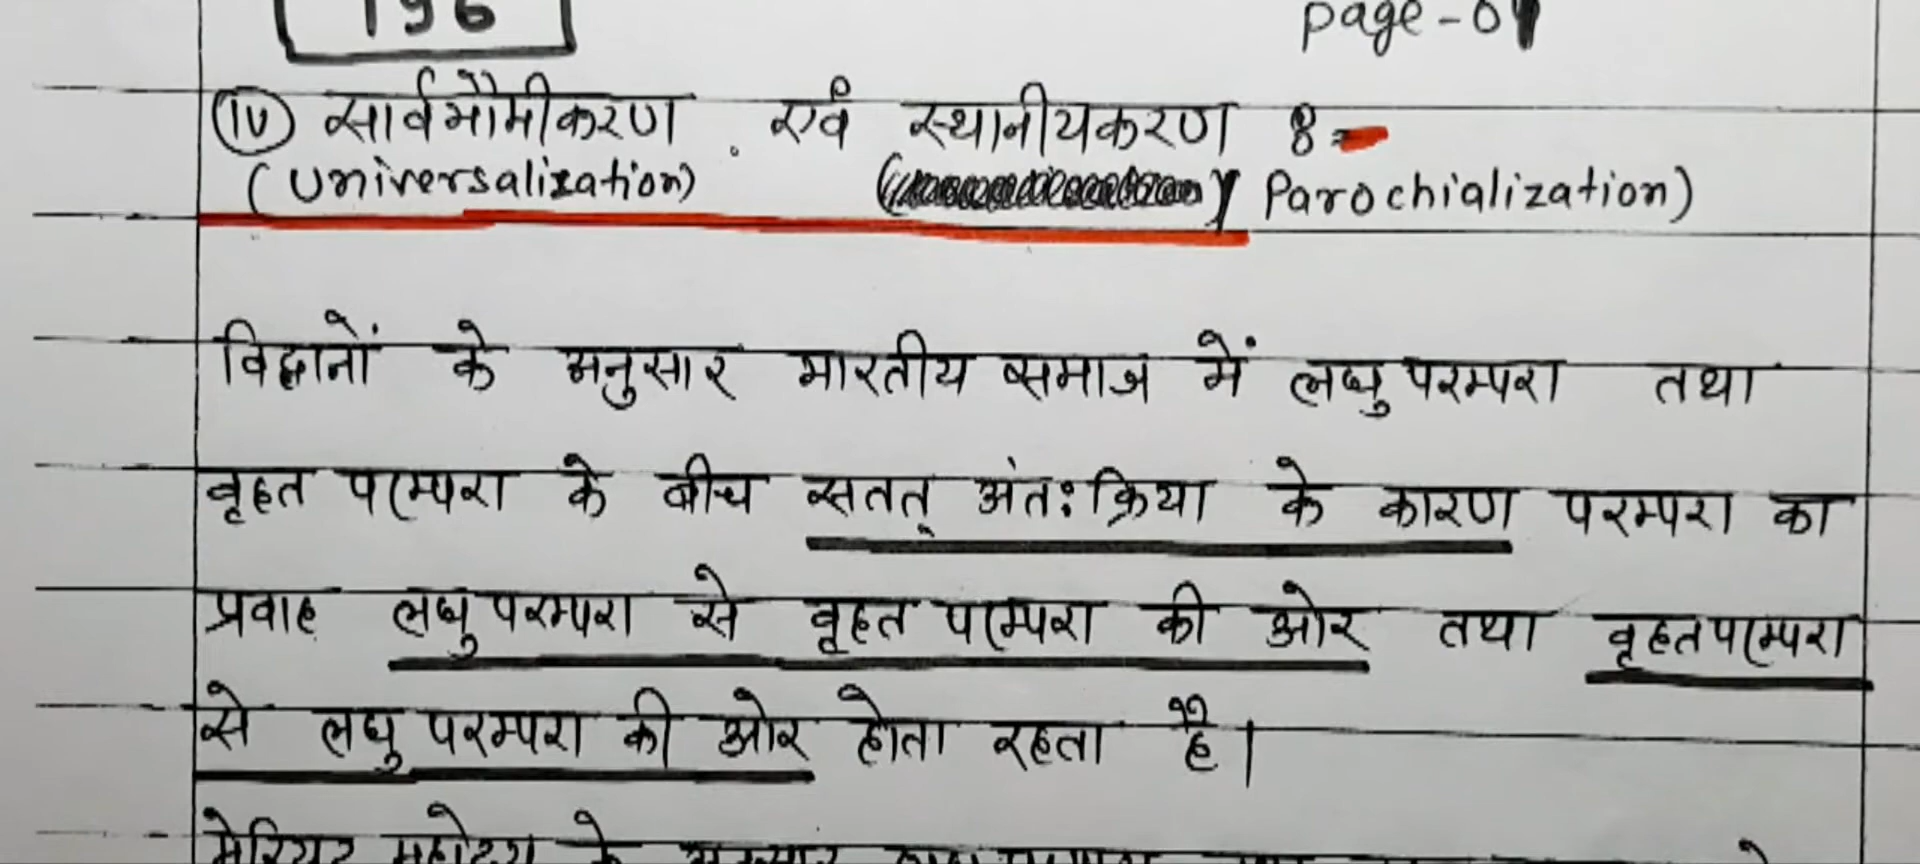 196
page-01
(iv) सार्वभौमीकरण एवं स्थानीयकरण :-
(Universalization) Parochialization)
विद्वानों के अनुसार भारतीय समाज में लघु परम्परा तथा
वृहत परम्परा के बीच सतत् अंत:क्रिया के कारण परम्परा का
प्रवाह लघु परम्परा से वृहत परम्परा की ओर तथा वृहत परम्परा
से लघु परम्परा की ओर होता रहता है।
के अनुसार